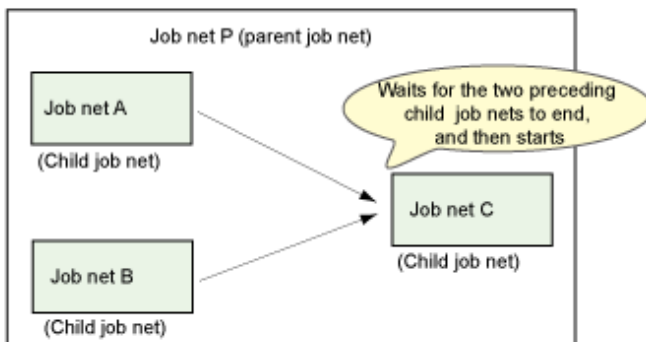 Job net P (parent job net)
Job net A
(Child job net)
Waits for the two preceding
child job nets to end,
and then starts
Job net C
(Child job net)
Job net B
(Child job net)